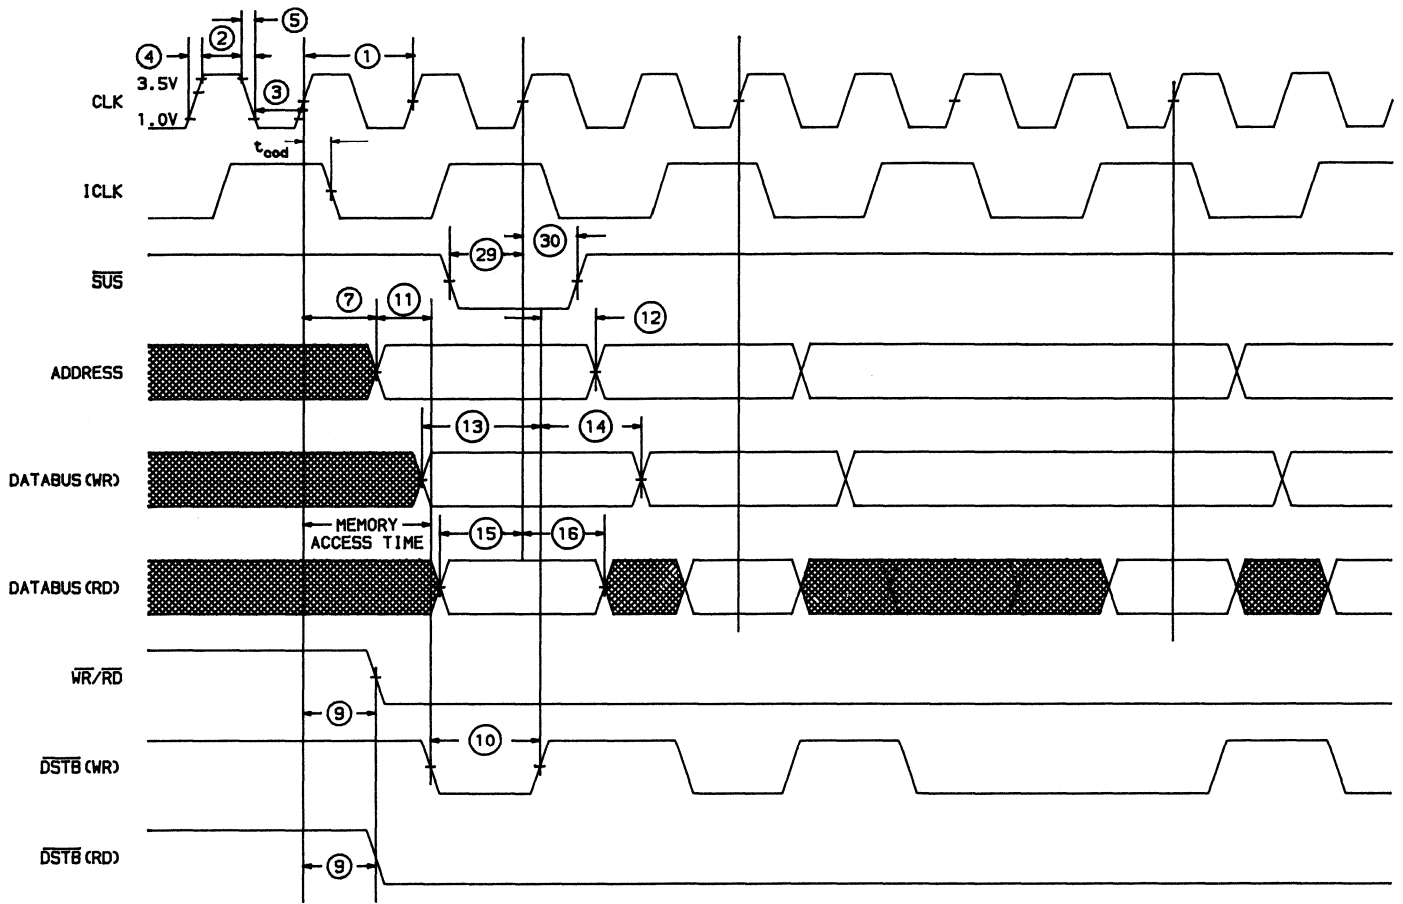 ⑤
④ ②
3.5V
③
①
CLK
1.0V
tcod
ICLK
29 30
SUS
⑦ 11 12
ADDRESS
13 14
DATABUS(WR)
MEMORY
ACCESS TIME
15 16
DATABUS(RD)
WR/RD
9
10
DSTB(WR)
DSTB(RD)
9